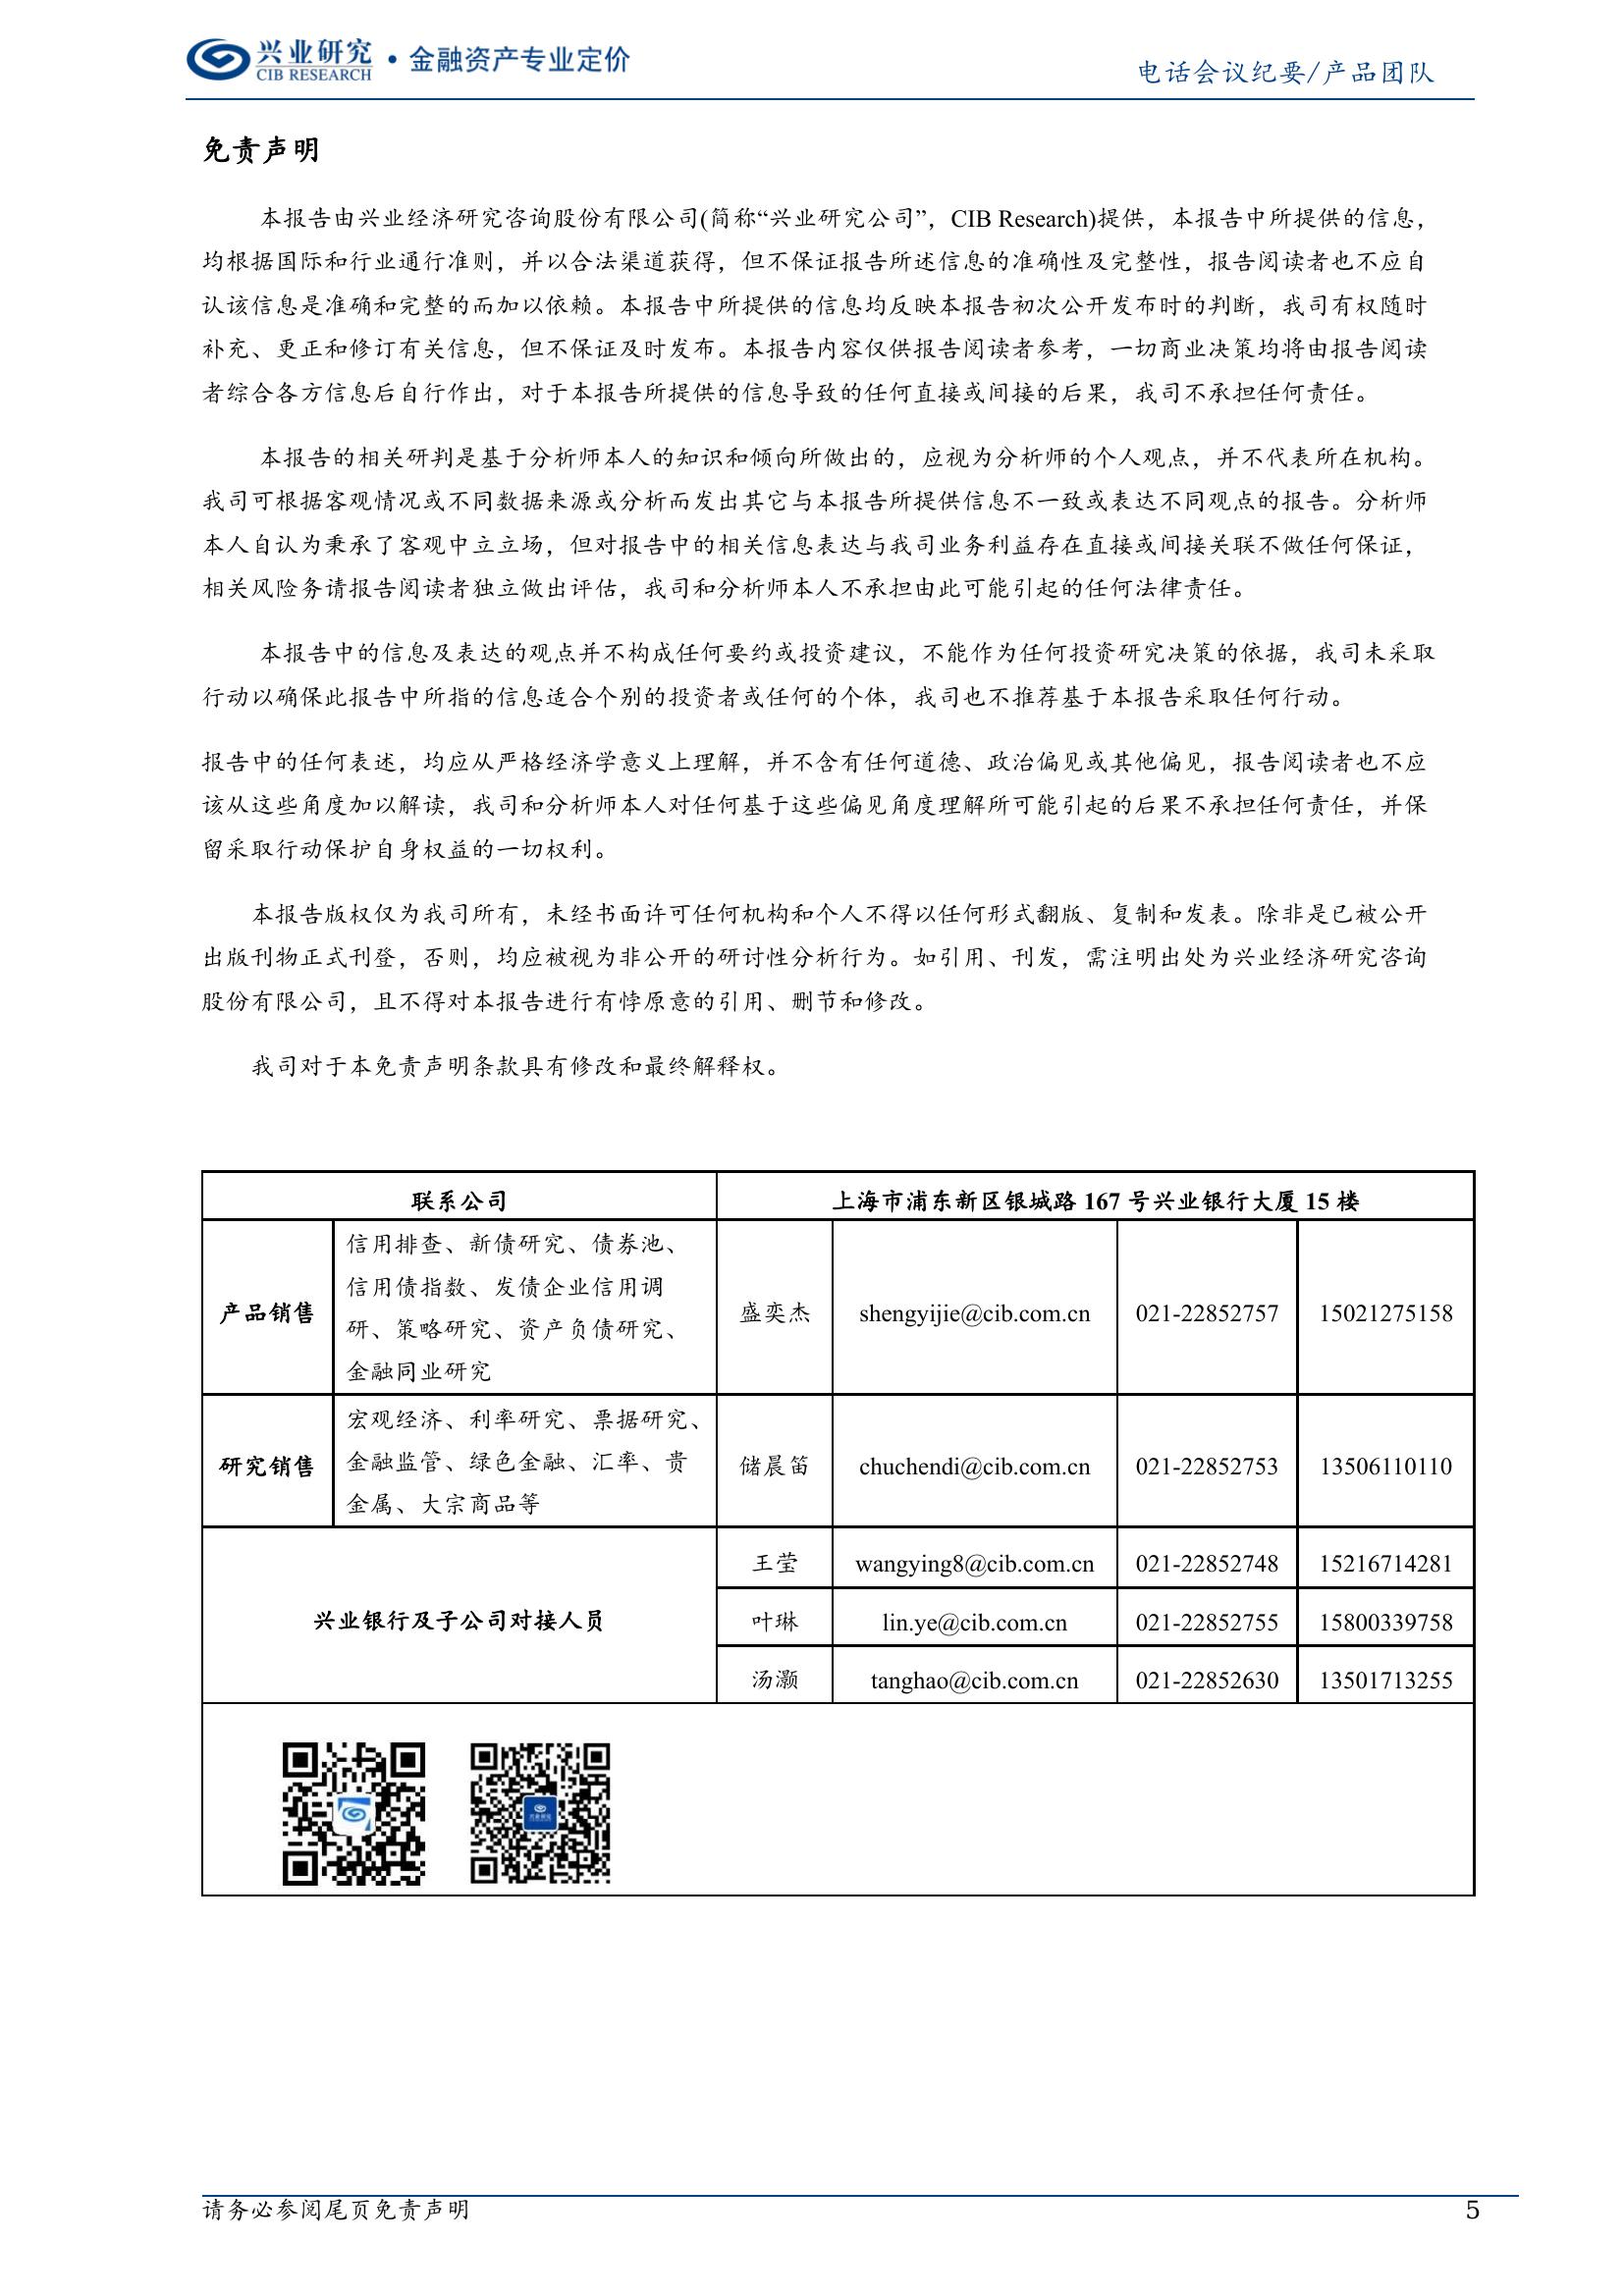 兴业研究 CIB RESEARCH · 金融资产专业定价
电话会议纪要/产品团队
免责声明
本报告由兴业经济研究咨询股份有限公司(简称“兴业研究公司”，CIB Research)提供，本报告中所提供的信息，
均根据国际和行业通行准则，并以合法渠道获得，但不保证报告所述信息的准确性及完整性，报告阅读者也不应自
认该信息是准确和完整的而加以依赖。本报告中所提供的信息均反映本报告初次公开发布时的判断，我司有权随时
补充、更正和修订有关信息，但不保证及时发布。本报告内容仅供报告阅读者参考，一切商业决策均将由报告阅读
者综合各方信息后自行作出，对于本报告所提供的信息导致的任何直接或间接的后果，我司不承担任何责任。
本报告的相关研判是基于分析师本人的知识和倾向所做出的，应视为分析师的个人观点，并不代表所在机构。
我司可根据客观情况或不同数据来源或分析而发出其它与本报告所提供信息不一致或表达不同观点的报告。分析师
本人自认为秉承了客观中立立场，但对报告中的相关信息表达与我司业务利益存在直接或间接关联不做任何保证，
相关风险务请报告阅读者独立做出评估，我司和分析师本人不承担由此可能引起的任何法律责任。
本报告中的信息及表达的观点并不构成任何要约或投资建议，不能作为任何投资研究决策的依据，我司未采取
行动以确保此报告中所指的信息适合个别的投资者或任何的个体，我司也不推荐基于本报告采取任何行动。
报告中的任何表述，均应从严格经济学意义上理解，并不含有任何道德、政治偏见或其他偏见，报告阅读者也不应
该从这些角度加以解读，我司和分析师本人对任何基于这些偏见角度理解所可能引起的后果不承担任何责任，并保
留采取行动保护自身权益的一切权利。
本报告版权仅为我司所有，未经书面许可任何机构和个人不得以任何形式翻版、复制和发表。除非是已被公开
出版刊物正式刊登，否则，均应被视为非公开的研讨性分析行为。如引用、刊发，需注明出处为兴业经济研究咨询
股份有限公司，且不得对本报告进行有悖原意的引用、删节和修改。
我司对于本免责声明条款具有修改和最终解释权。
联系公司 上海市浦东新区银城路 167 号兴业银行大厦 15 楼
产品销售
信用排查、新债研究、债券池、
信用债指数、发债企业信用调
研、策略研究、资产负债研究、
金融同业研究
盛奕杰 shengyijie@cib.com.cn 021-22852757 15021275158
研究销售
宏观经济、利率研究、票据研究、
金融监管、绿色金融、汇率、贵
金属、大宗商品等
储晨笛 chuchendi@cib.com.cn 021-22852753 13506110110
兴业银行及子公司对接人员
王莹 wangying8@cib.com.cn 021-22852748 15216714281
叶琳 lin.ye@cib.com.cn 021-22852755 15800339758
汤灏 tanghao@cib.com.cn 021-22852630 13501713255
请务必参阅尾页免责声明 5